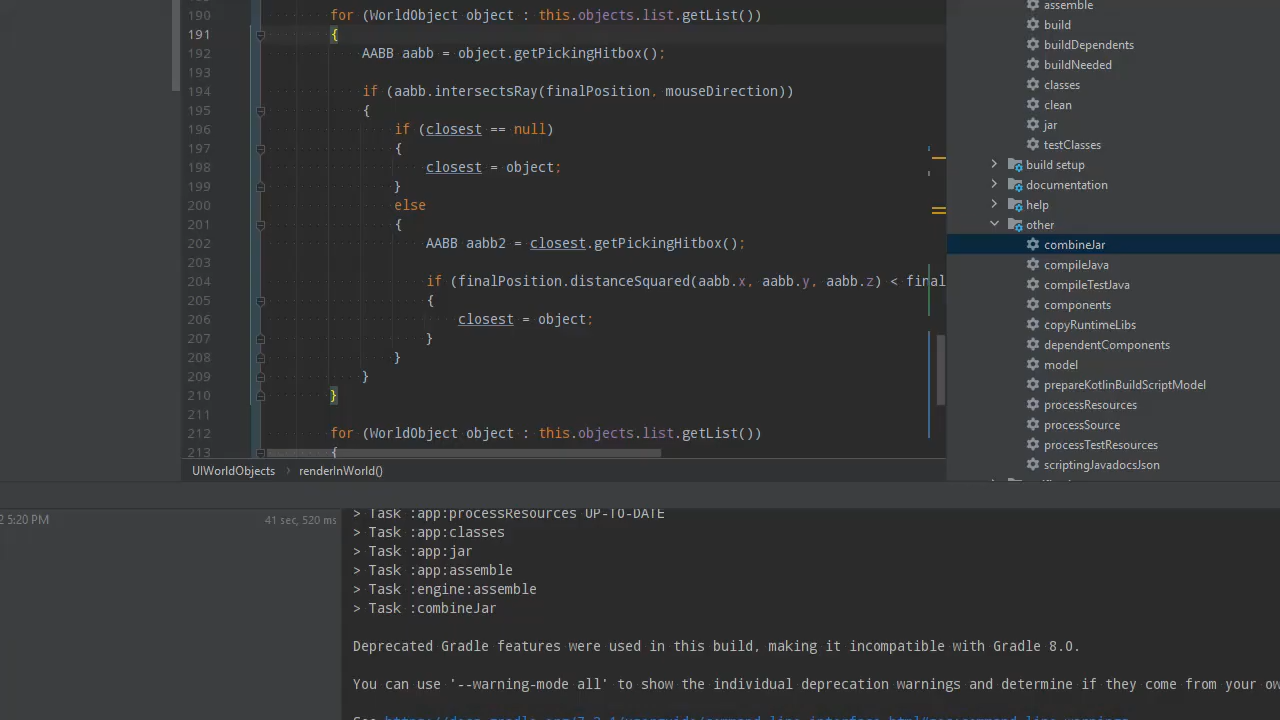 190 for (WorldObject object : this.objects.list.getList())
191 {
192 AABB aabb = object.getPickingHitbox();
193
194 if (aabb.intersectsRay(finalPosition, mouseDirection))
195 {
196 if (closest == null)
197 {
198 closest = object;
199 }
200 else
201 {
202 AABB aabb2 = closest.getPickingHitbox();
203
204 if (finalPosition.distanceSquared(aabb.x, aabb.y, aabb.z) < final
205 {
206 closest = object;
207 }
208 }
209 }
210 }
211
212 for (WorldObject object : this.objects.list.getList())
213 {
UIWorldObjects > renderInWorld()
assemble
build
buildDependents
buildNeeded
classes
clean
jar
testClasses
build setup
documentation
help
other
combineJar
compileJava
compileTestJava
components
copyRuntimeLibs
dependentComponents
model
prepareKotlinBuildScriptModel
processResources
processSource
processTestResources
scriptingJavadocsJson
2 5:20 PM 41 sec, 520 ms
> Task :app:processResources UP-TO-DATE
> Task :app:classes
> Task :app:jar
> Task :app:assemble
> Task :engine:assemble
> Task :combineJar
Deprecated Gradle features were used in this build, making it incompatible with Gradle 8.0.
You can use '--warning-mode all' to show the individual deprecation warnings and determine if they come from your ow